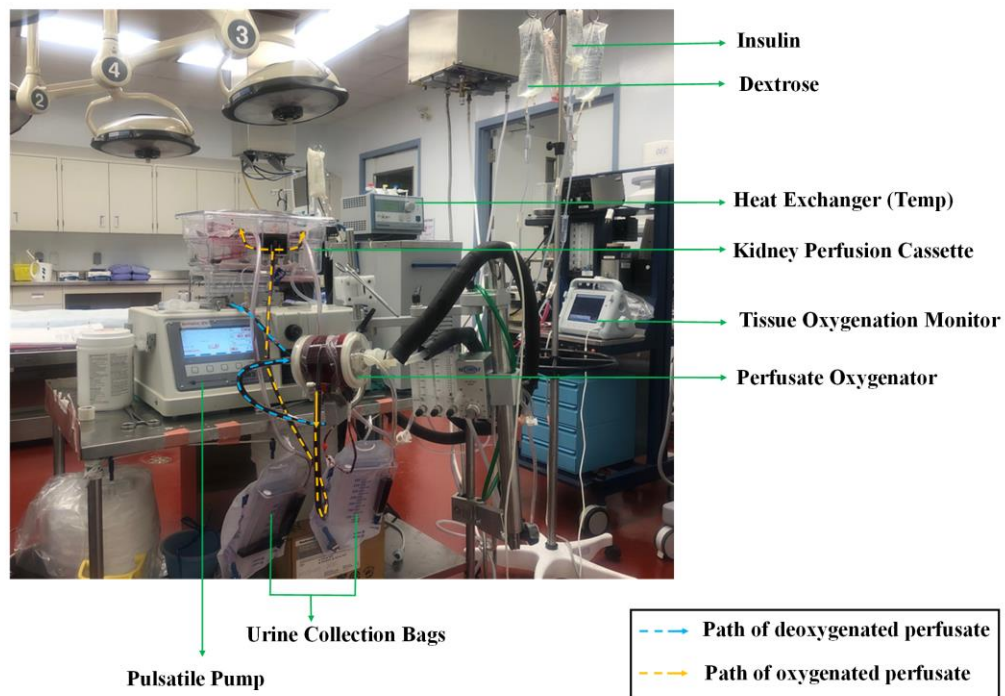 2
4
3
Insulin
Dextrose
Heat Exchanger (Temp)
Kidney Perfusion Cassette
Tissue Oxygenation Monitor
Perfusate Oxygenator
Urine Collection Bags
Pulsatile Pump
Path of deoxygenated perfusate
Path of oxygenated perfusate